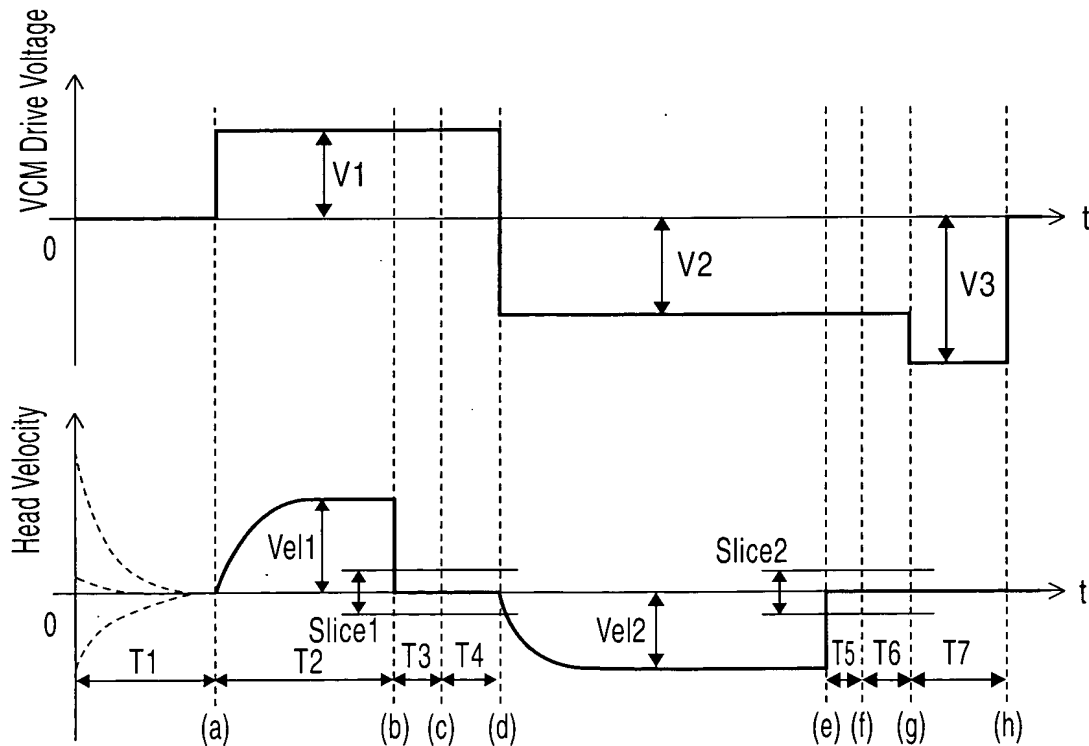 VCM Drive Voltage
V1
0
t
V2
V3
Head Velocity
Vel1
Slice1
Slice2
Vel2
0
t
T1 T2 T3 T4 T5 T6 T7
(a) (b) (c) (d) (e) (f) (g) (h)